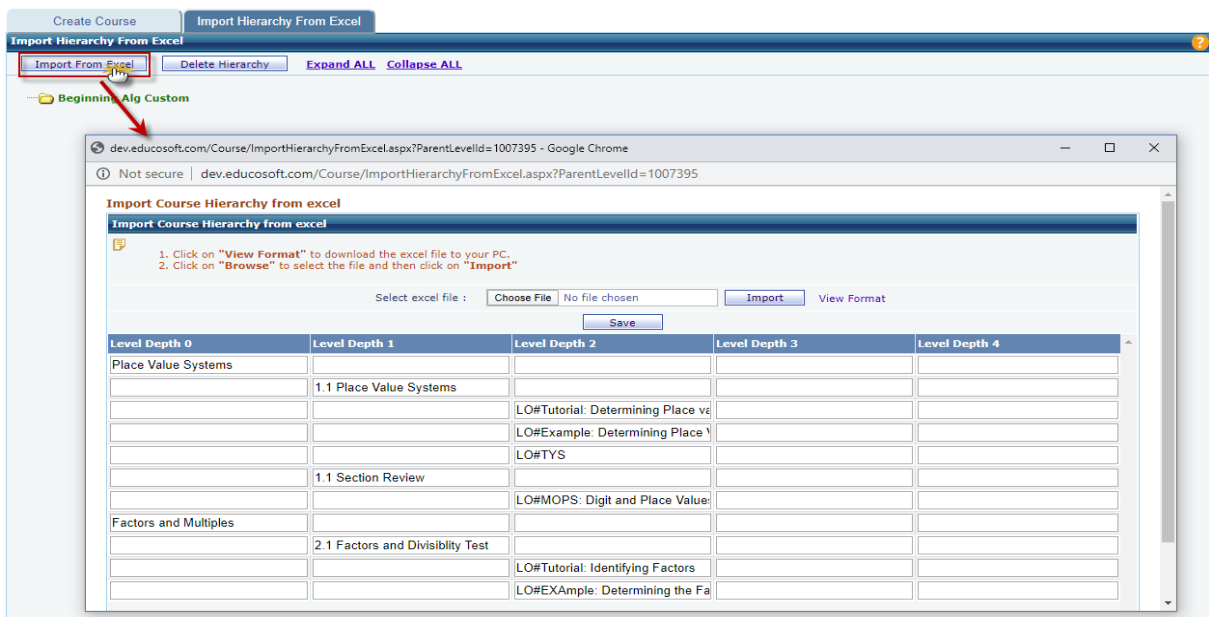 Create Course
Import Hierarchy From Excel
Import Hierarchy From Excel
?
Import From Excel
Delete Hierarchy
Expand ALL
Collapse ALL
Beginning Alg Custom
dev.educosoft.com/Course/ImportHierarchyFromExcel.aspx?ParentLevelId=1007395 - Google Chrome
Not secure | dev.educosoft.com/Course/ImportHierarchyFromExcel.aspx?ParentLevelId=1007395
Import Course Hierarchy from excel
Import Course Hierarchy from excel
1. Click on "View Format" to download the excel file to your PC.
2. Click on "Browse" to select the file and then click on "Import"
Select excel file : Choose File No file chosen Import View Format
Save
Level Depth 0 Level Depth 1 Level Depth 2 Level Depth 3 Level Depth 4
Place Value Systems
1.1 Place Value Systems
LO#Tutorial: Determining Place va
LO#Example: Determining Place
LO#TYS
1.1 Section Review
LO#MOPS: Digit and Place Value
Factors and Multiples
2.1 Factors and Divisiblity Test
LO#Tutorial: Identifying Factors
LO#EXAmple: Determining the Fa